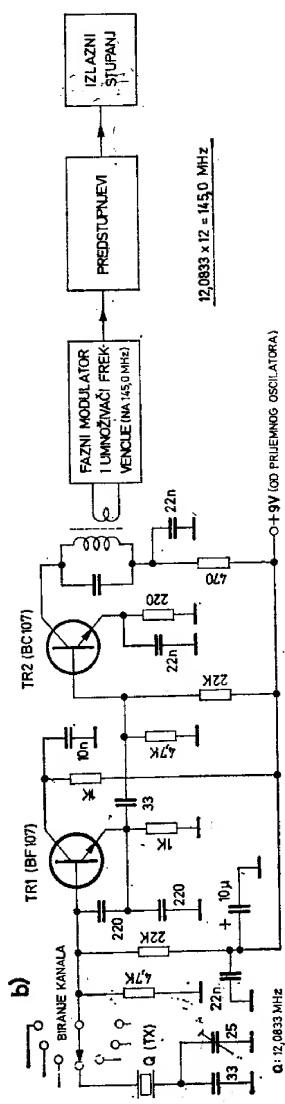 b)
BIRANJE KANALA
Q (TX)
33
25
Q: 12,0833 MHz
4,7K
22K
22n
+
10µ
220
220
TR1 (BF107)
1K
1K
10n
33
4,7K
22K
TR2 (BC107)
22n
220
470
22n
+9V (OD PRIJEMNOG OSCILATORA)
FAZNI MODULATOR
I UMNOŽIVAČI FREK-
VENCIJE (NA 145,0 MHz)
PREDSTUPNJEVI
IZLAZNI
STUPANJ
12,0833 x 12 = 145,0 MHz